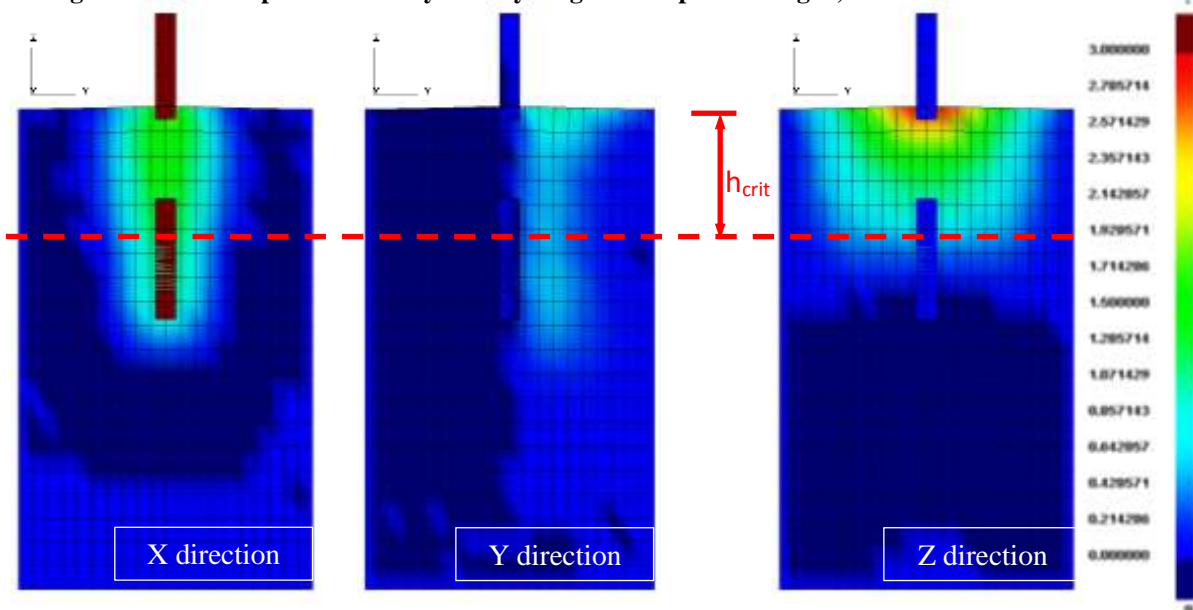 Z
Y
Z
Y
Z
Y
h_crit
3.000000
2.785714
2.571429
2.357143
2.142857
1.928571
1.714286
1.500000
1.285714
1.071429
0.857143
0.642857
0.428571
0.214286
0.000000
X direction
Y direction
Z direction